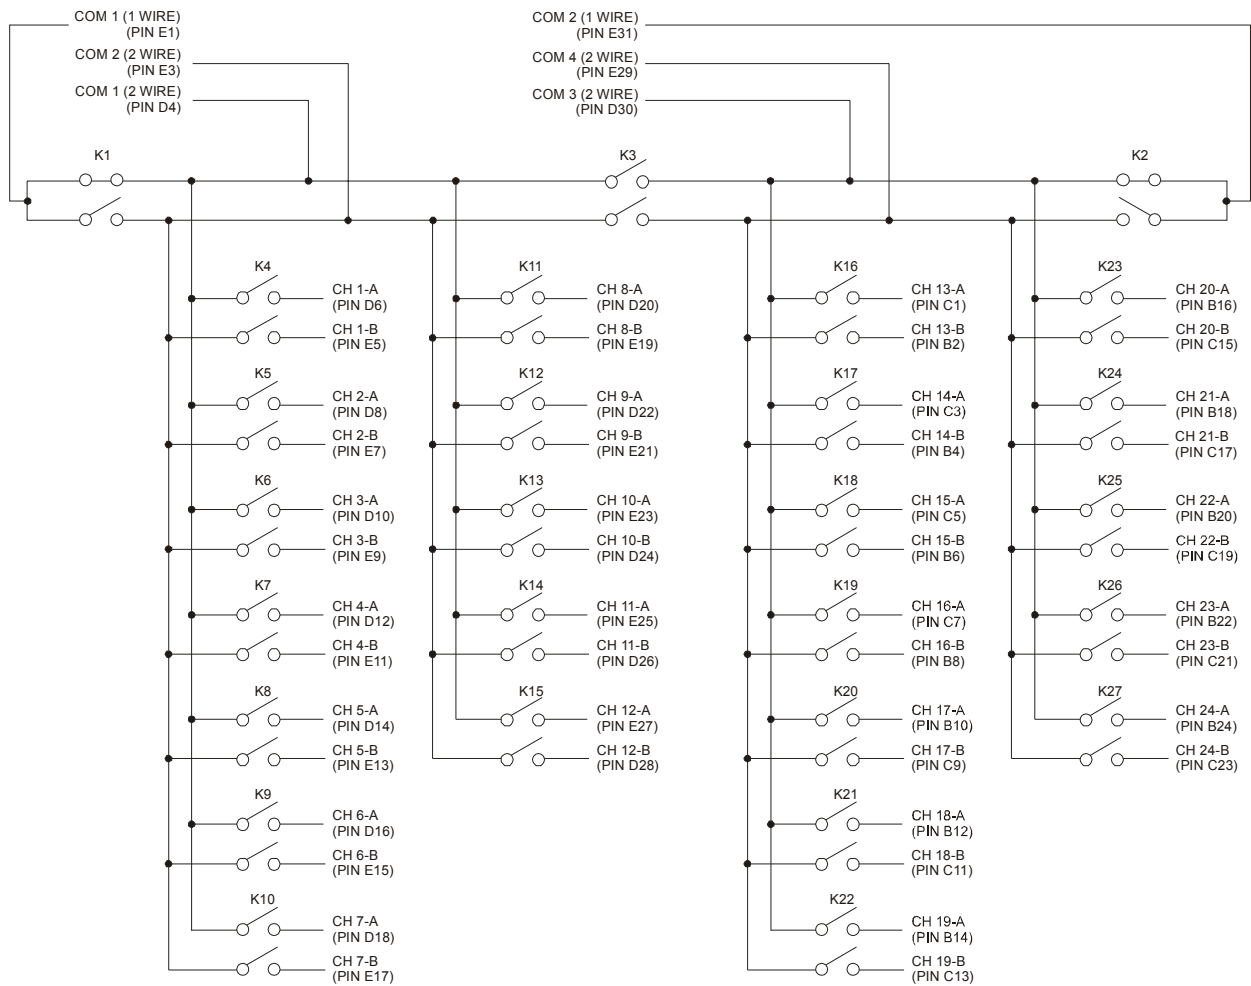 COM 1 (1 WIRE)
(PIN E1)
COM 2 (2 WIRE)
(PIN E3)
COM 1 (2 WIRE)
(PIN D4)
COM 2 (1 WIRE)
(PIN E31)
COM 4 (2 WIRE)
(PIN E29)
COM 3 (2 WIRE)
(PIN D30)
K1
K3
K2
K4
CH 1-A
(PIN D6)
CH 1-B
(PIN E5)
K5
CH 2-A
(PIN D8)
CH 2-B
(PIN E7)
K6
CH 3-A
(PIN D10)
CH 3-B
(PIN E9)
K7
CH 4-A
(PIN D12)
CH 4-B
(PIN E11)
K8
CH 5-A
(PIN D14)
CH 5-B
(PIN E13)
K9
CH 6-A
(PIN D16)
CH 6-B
(PIN E15)
K10
CH 7-A
(PIN D18)
CH 7-B
(PIN E17)
K11
CH 8-A
(PIN D20)
CH 8-B
(PIN E19)
K12
CH 9-A
(PIN D22)
CH 9-B
(PIN E21)
K13
CH 10-A
(PIN E23)
CH 10-B
(PIN D24)
K14
CH 11-A
(PIN E25)
CH 11-B
(PIN D26)
K15
CH 12-A
(PIN E27)
CH 12-B
(PIN D28)
K16
CH 13-A
(PIN C1)
CH 13-B
(PIN B2)
K17
CH 14-A
(PIN C3)
CH 14-B
(PIN B4)
K18
CH 15-A
(PIN C5)
CH 15-B
(PIN B6)
K19
CH 16-A
(PIN C7)
CH 16-B
(PIN B8)
K20
CH 17-A
(PIN B10)
CH 17-B
(PIN C9)
K21
CH 18-A
(PIN B12)
CH 18-B
(PIN C11)
K22
CH 19-A
(PIN B14)
CH 19-B
(PIN C13)
K23
CH 20-A
(PIN B16)
CH 20-B
(PIN C15)
K24
CH 21-A
(PIN B18)
CH 21-B
(PIN C17)
K25
CH 22-A
(PIN B20)
CH 22-B
(PIN C19)
K26
CH 23-A
(PIN B22)
CH 23-B
(PIN C21)
K27
CH 24-A
(PIN B24)
CH 24-B
(PIN C23)